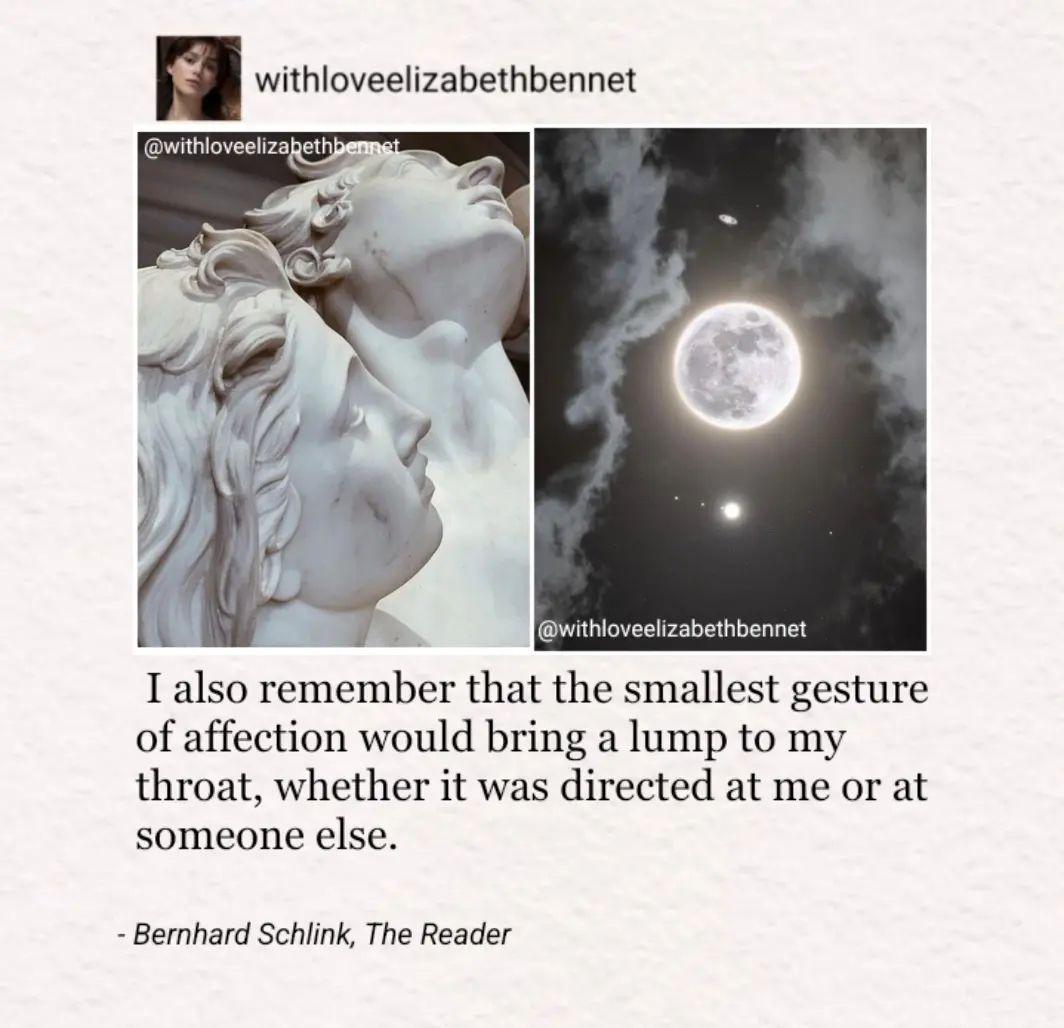 withloveelizabethbennet
@withloveelizabethbennet
@withloveelizabethbennet
I also remember that the smallest gesture
of affection would bring a lump to my
throat, whether it was directed at me or at
someone else.
- Bernhard Schlink, The Reader